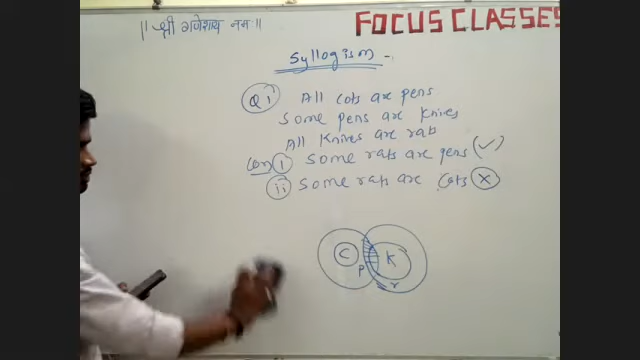 || श्री गणेशाय नमः ||
FOCUS CLASSES
Syllogism -
Q1 All cats are pens
Some pens are Knives
All Knives are rats
Con i Some rats are pens (✓)
ii Some rats are cats ✗
C P K r